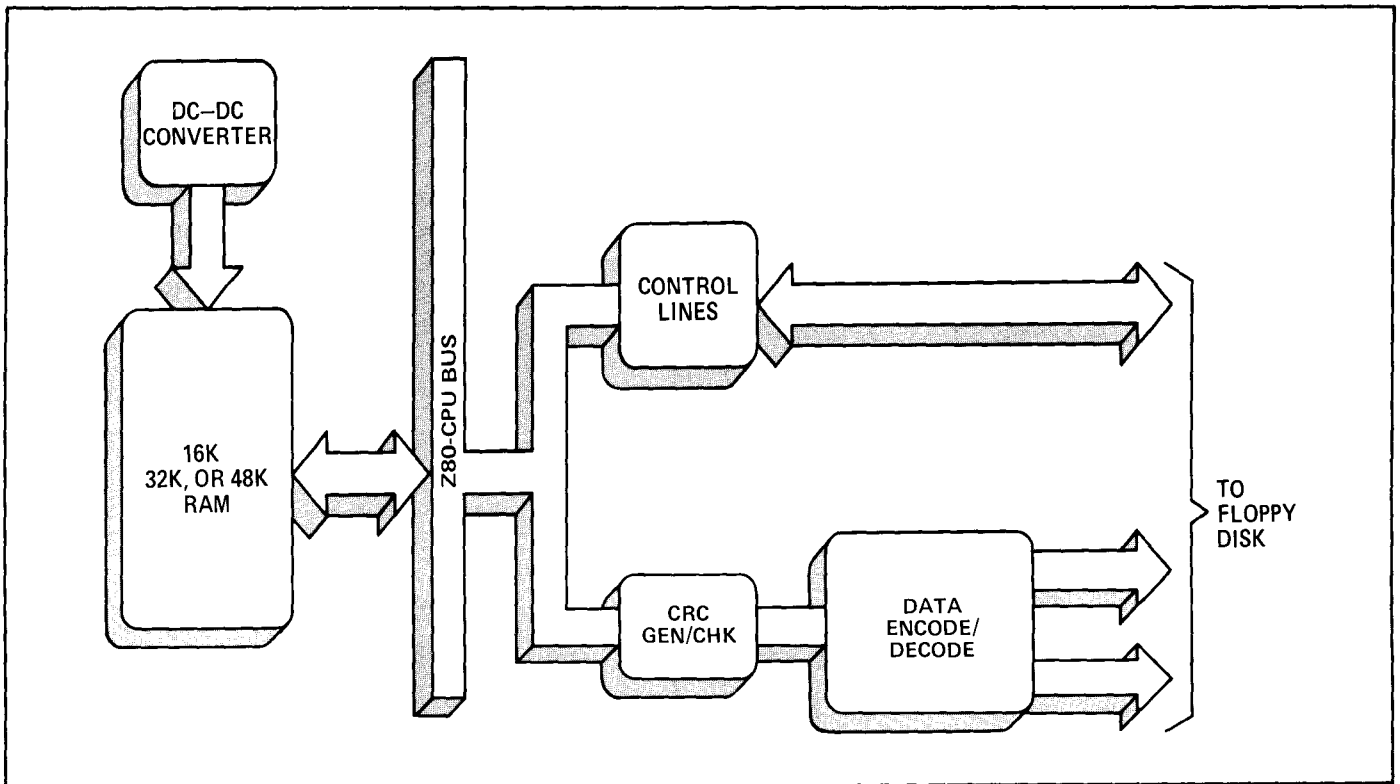 DC–DC
CONVERTER
16K
32K, OR 48K
RAM
Z80-CPU BUS
CONTROL
LINES
CRC
GEN/CHK
DATA
ENCODE/
DECODE
TO
FLOPPY
DISK